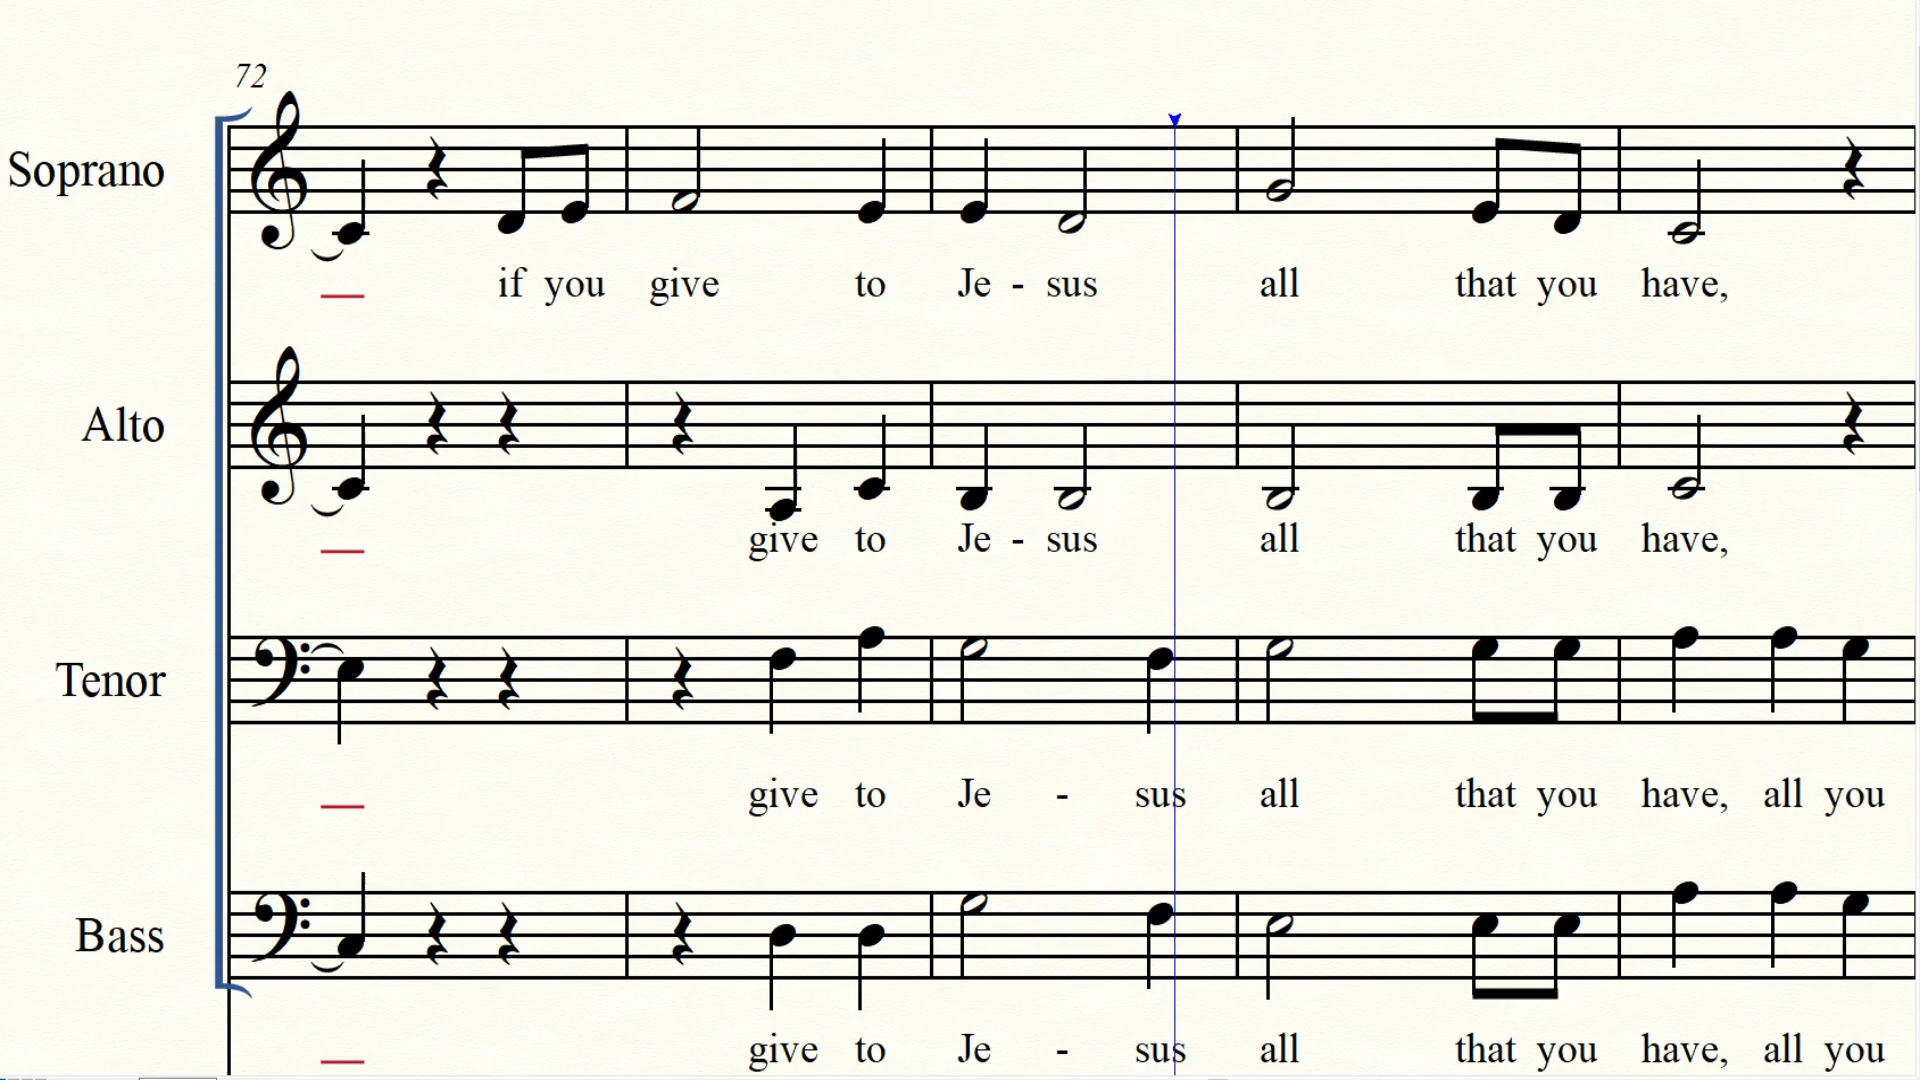 72
Soprano
if you give to Je - sus all that you have,
Alto
give to Je - sus all that you have,
Tenor
give to Je - sus all that you have, all you
Bass
give to Je - sus all that you have, all you